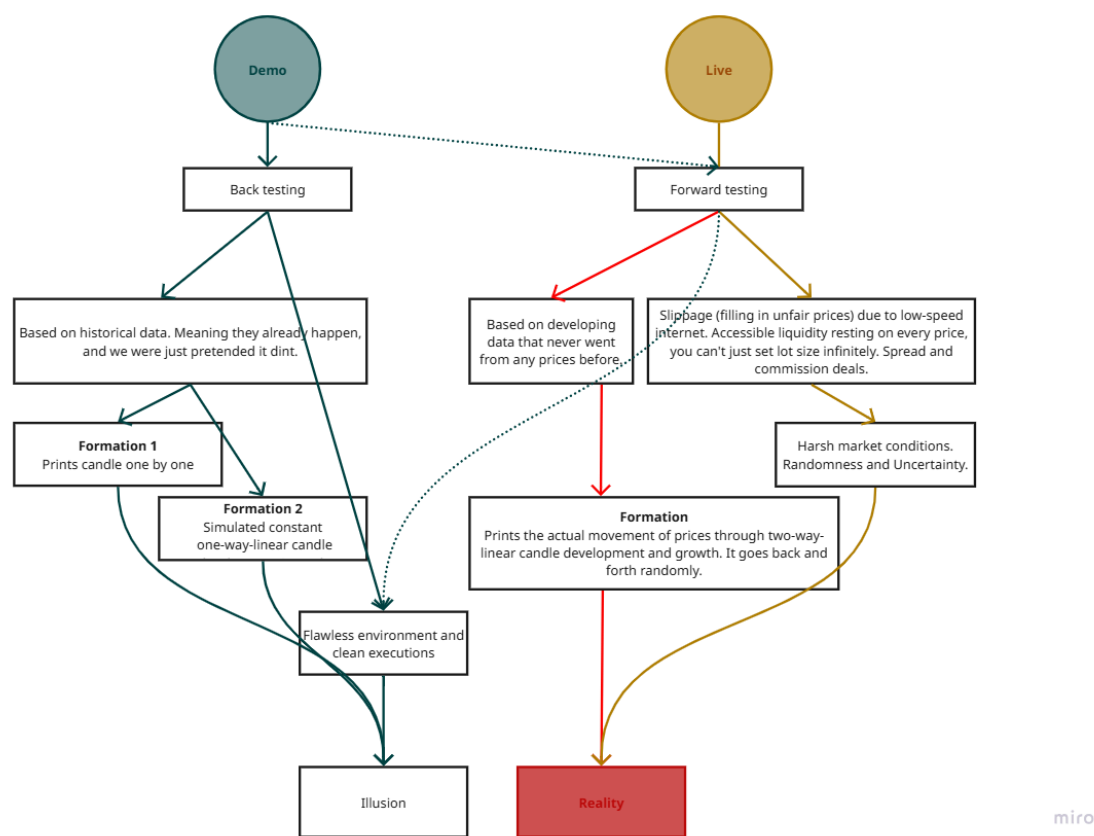 Demo
Live
Back testing
Forward testing
Based on historical data. Meaning they already happen,
and we were just pretended it dint.
Based on developing
data that never went
from any prices before.
Slippage (filling in unfair prices) due to low-speed
internet. Accessible liquidity resting on every price,
you can't just set lot size infinitely. Spread and
commission deals.
Formation 1
Prints candle one by one
Harsh market conditions.
Randomness and Uncertainty.
Formation 2
Simulated constant
one-way-linear candle
Formation
Prints the actual movement of prices through two-way-
linear candle development and growth. It goes back and
forth randomly.
Flawless environment and
clean executions
Illusion
Reality
miro